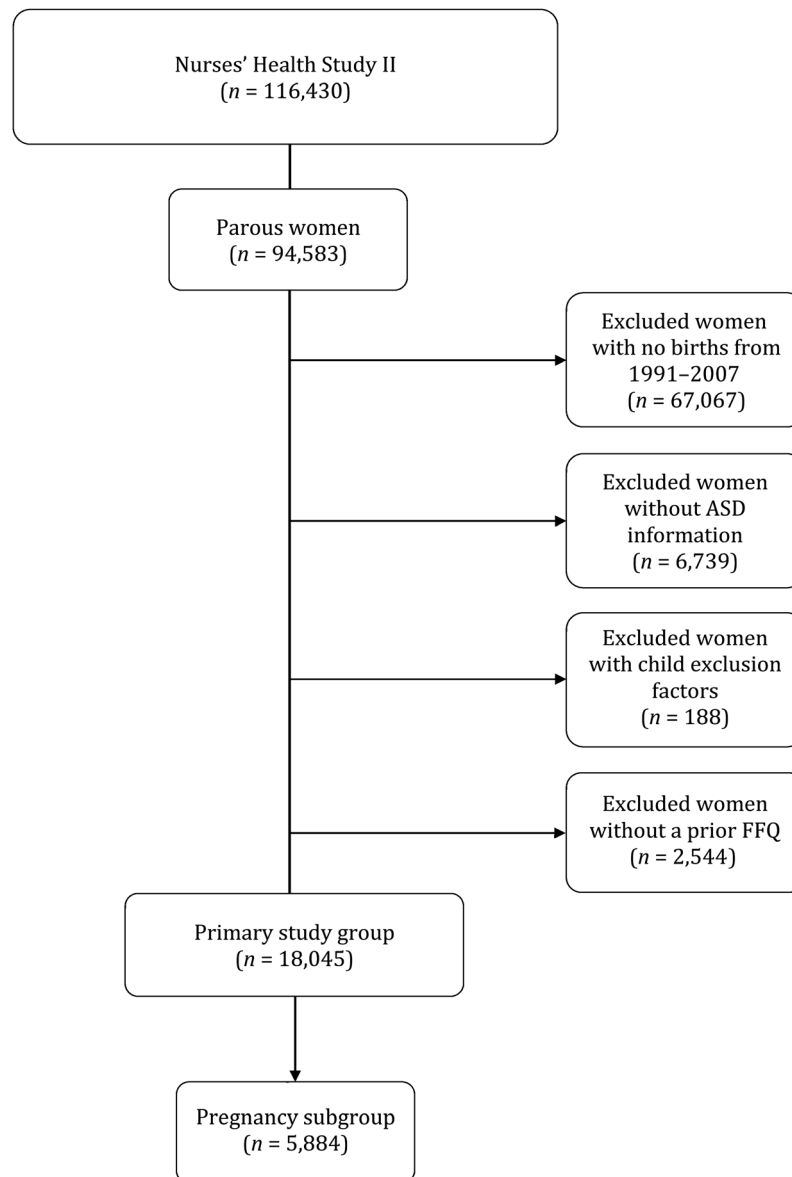 Nurses’ Health Study II
(n = 116,430)
Parous women
(n = 94,583)
Excluded women
with no births from
1991–2007
(n = 67,067)
Excluded women
without ASD
information
(n = 6,739)
Excluded women
with child exclusion
factors
(n = 188)
Excluded women
without a prior FFQ
(n = 2,544)
Primary study group
(n = 18,045)
Pregnancy subgroup
(n = 5,884)